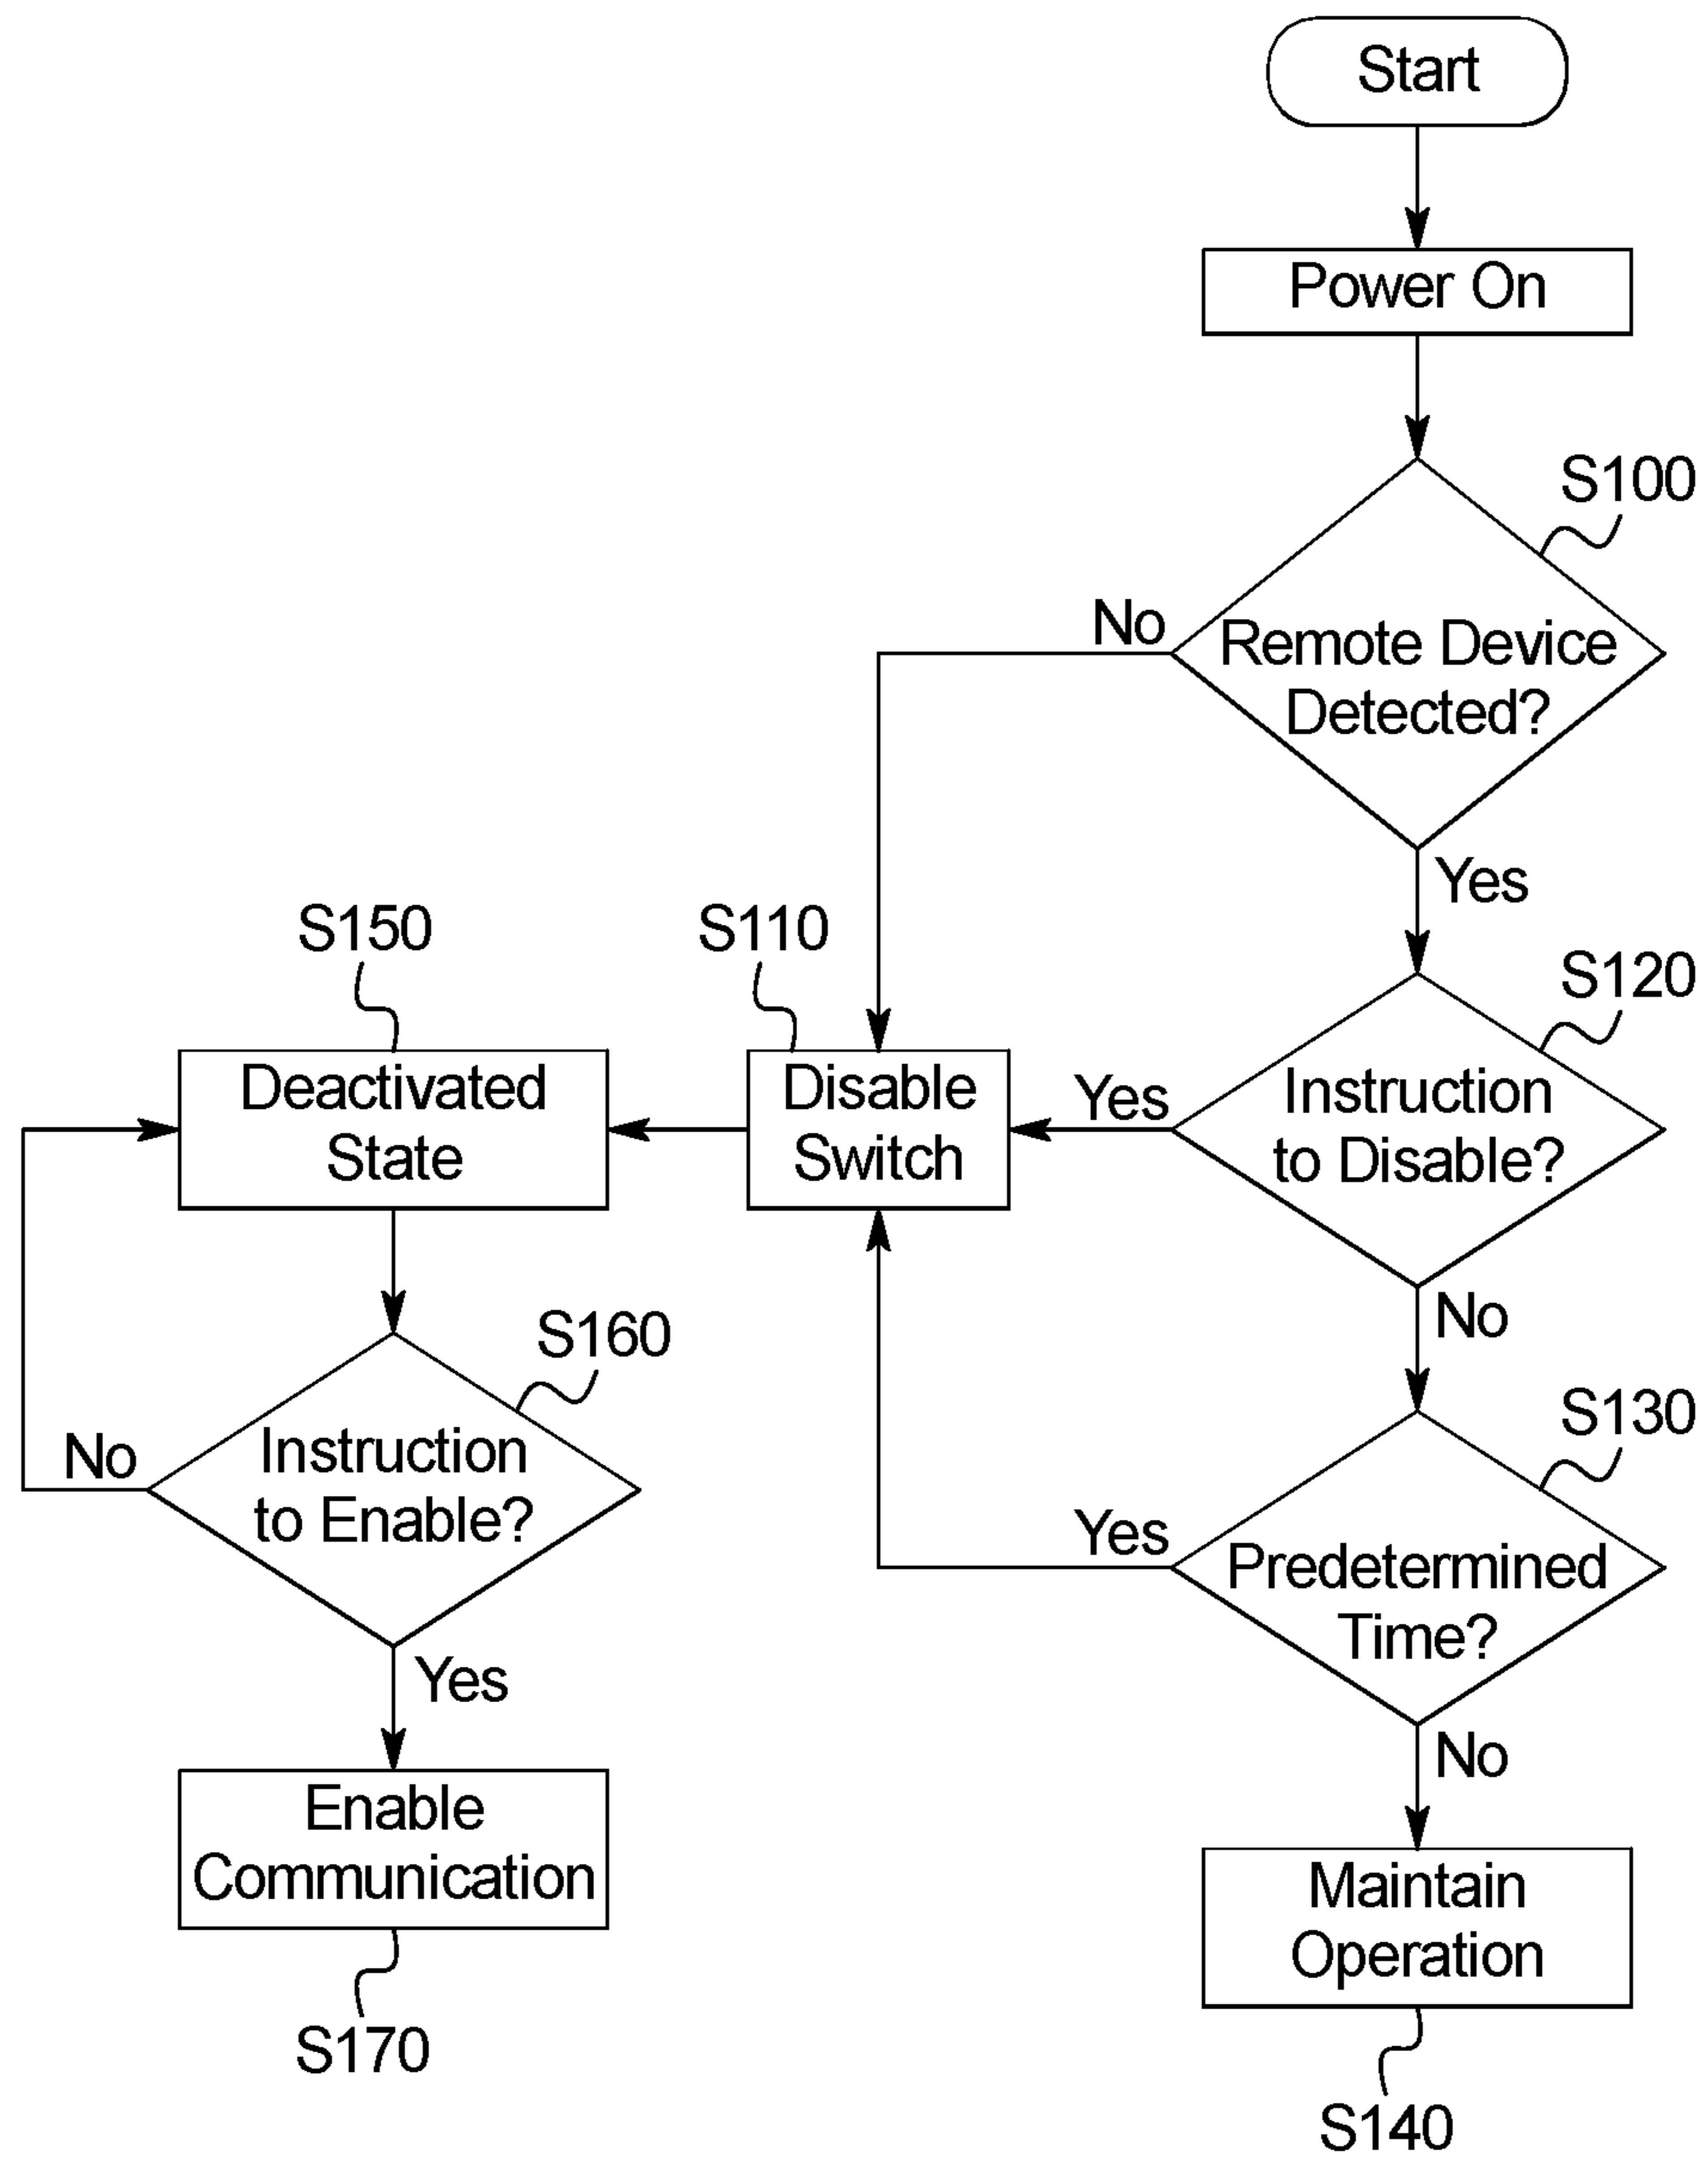 Start
Power On
S100
No
Remote Device
Detected?
Yes
S150
S110
S120
Deactivated
State
Disable
Switch
Yes
Instruction
to Disable?
No
S160
S130
No
Instruction
to Enable?
Yes
Predetermined
Time?
Yes
No
Enable
Communication
Maintain
Operation
S170
S140